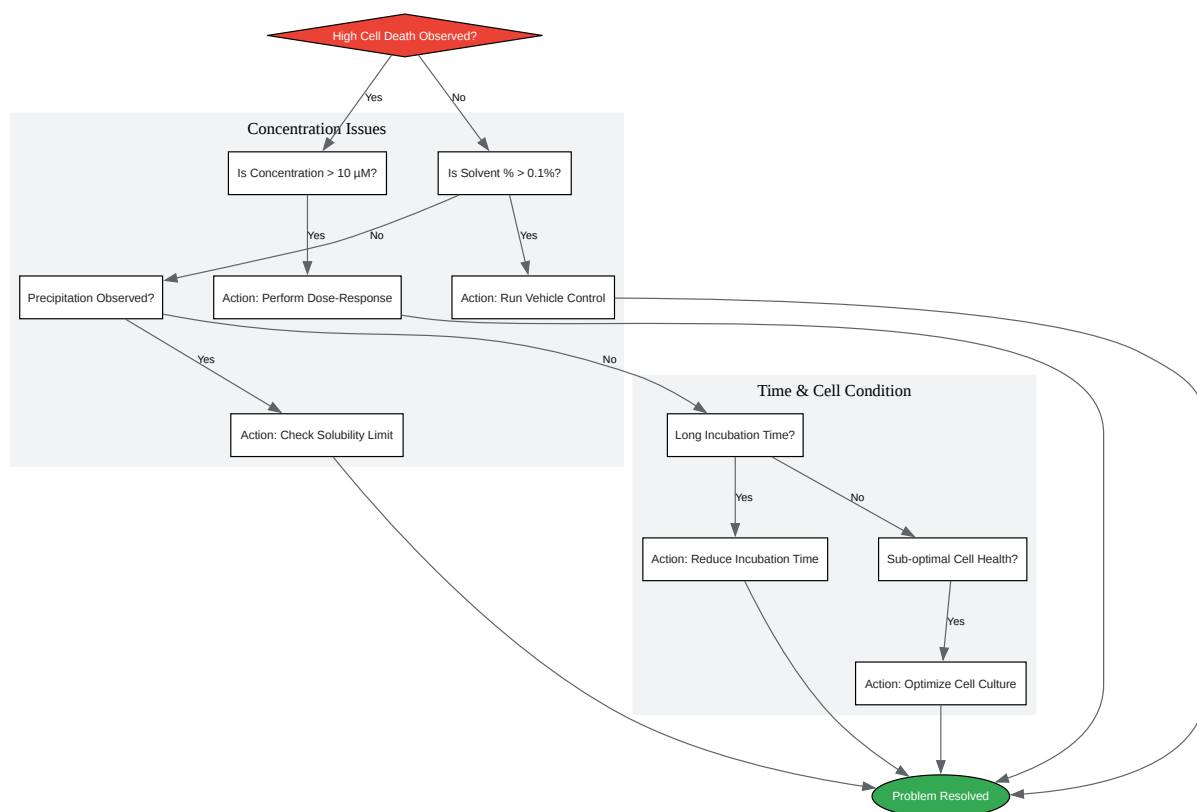 High Cell Death Observed?
Yes
No
Concentration Issues
Is Concentration > 10 µM?
Is Solvent % > 0.1%?
Yes
No
Yes
Precipitation Observed?
Action: Perform Dose-Response
Action: Run Vehicle Control
Yes
No
Time & Cell Condition
Action: Check Solubility Limit
Long Incubation Time?
Yes
No
Action: Reduce Incubation Time
Sub-optimal Cell Health?
Yes
Action: Optimize Cell Culture
Problem Resolved